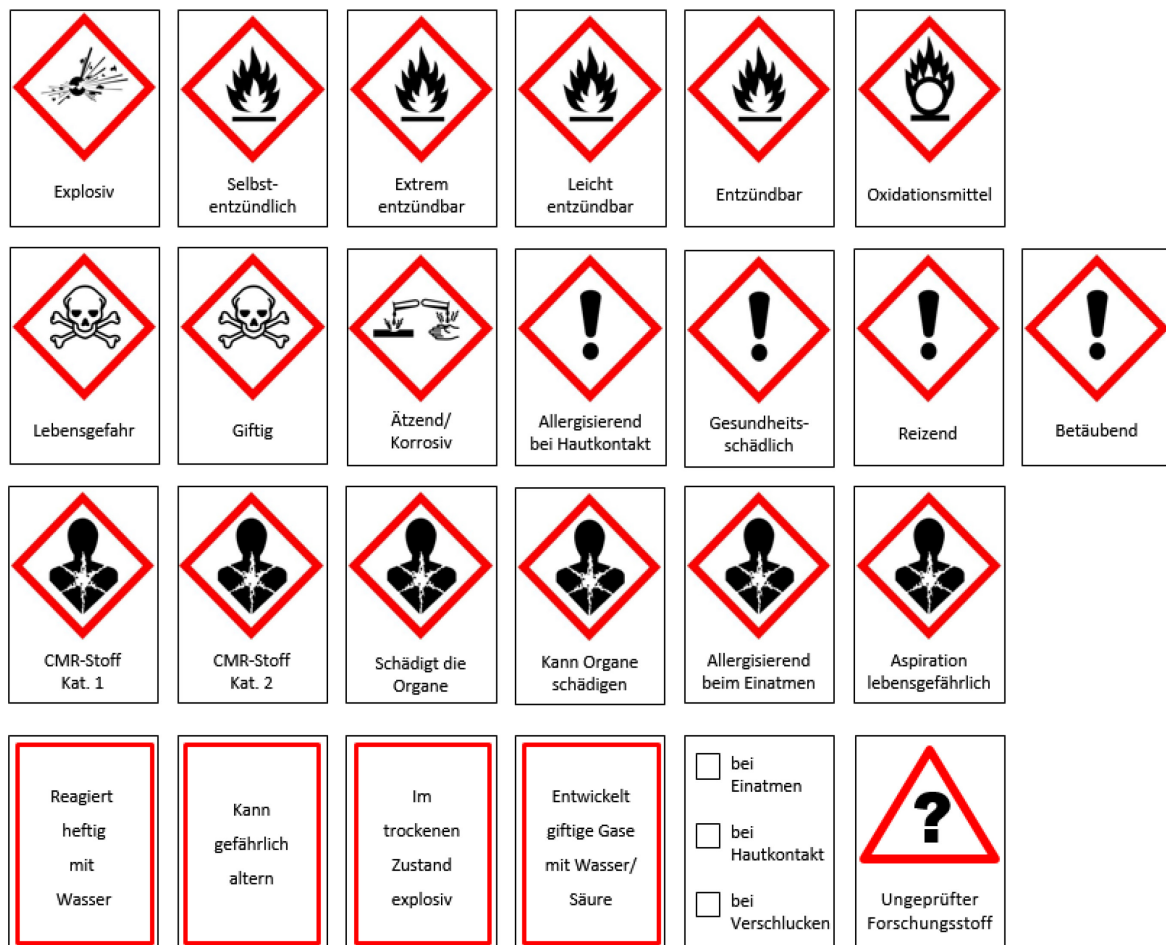 Explosiv
Selbst-
entzündlich
Extrem
entzündbar
Leicht
entzündbar
Entzündbar
Oxidationsmittel
Lebensgefahr
Giftig
Ätzend/
Korrosiv
Allergisierend
bei Hautkontakt
Gesundheits-
schädlich
Reizend
Betäubend
CMR-Stoff
Kat. 1
CMR-Stoff
Kat. 2
Schädigt die
Organe
Kann Organe
schädigen
Allergisierend
beim Einatmen
Aspiration
lebensgefährlich
Reagiert
heftig
mit
Wasser
Kann
gefährlich
altern
Im
trockenen
Zustand
explosiv
Entwickelt
giftige Gase
mit Wasser/
Säure
bei
Einatmen
bei
Hautkontakt
bei
Verschlucken
?
Ungeprüfter
Forschungsstoff